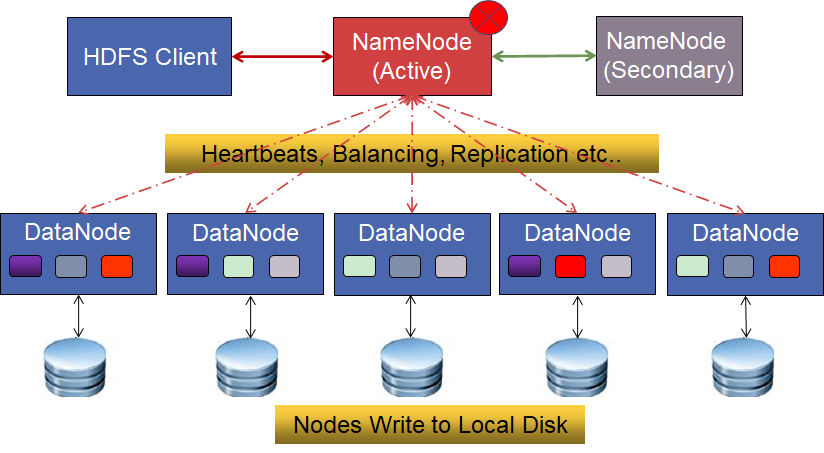 HDFS Client
NameNode
(Active)
NameNode
(Secondary)
Heartbeats, Balancing, Replication etc..
DataNode
DataNode
DataNode
DataNode
DataNode
Nodes Write to Local Disk